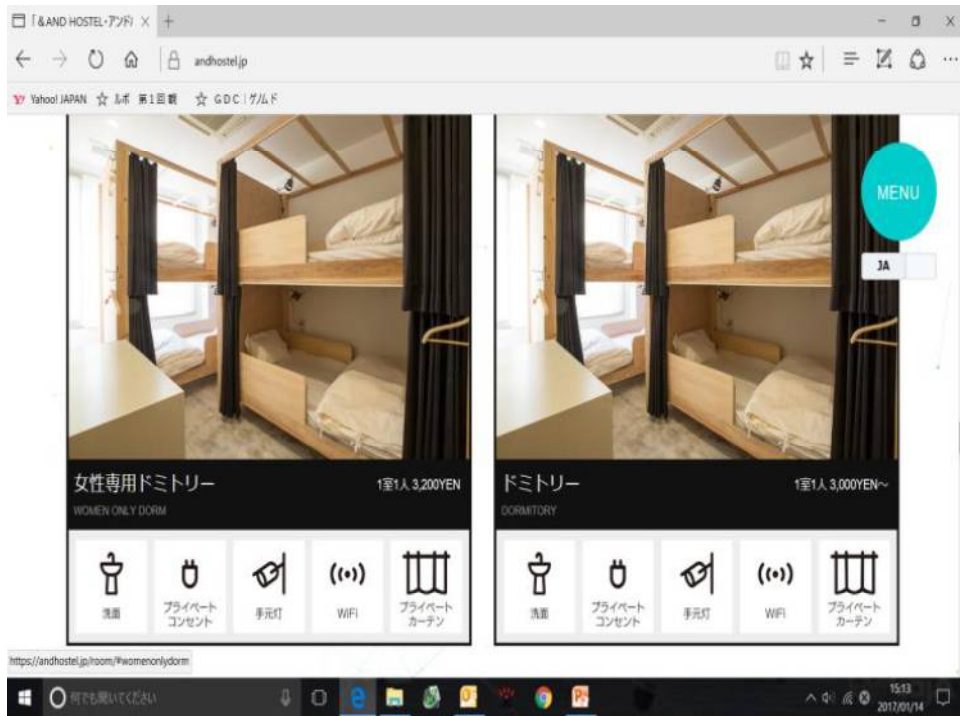 「&AND HOSTEL-アンド
andhostel.jp
Yahoo! JAPAN
GDC
MENU
JA
女性専用ドミトリー
1室1人 3,200YEN
WOMEN ONLY DORM
洗面
プライベート
コンセント
手元灯
WiFi
プライベート
カーテン
ドミトリー
1室1人 3,000YEN～
DORMITORY
洗面
プライベート
コンセント
手元灯
WiFi
プライベート
カーテン
https://andhostel.jp/room/#womenonlydorm
何でも聞いてください
15:13
2017/01/14